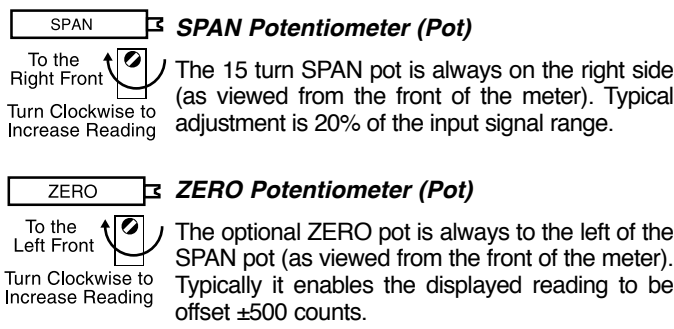 SPAN
SPAN Potentiometer (Pot)
To the
Right Front
Turn Clockwise to
Increase Reading
The 15 turn SPAN pot is always on the right side
(as viewed from the front of the meter). Typical
adjustment is 20% of the input signal range.
ZERO
ZERO Potentiometer (Pot)
To the
Left Front
Turn Clockwise to
Increase Reading
The optional ZERO pot is always to the left of the
SPAN pot (as viewed from the front of the meter).
Typically it enables the displayed reading to be
offset ±500 counts.